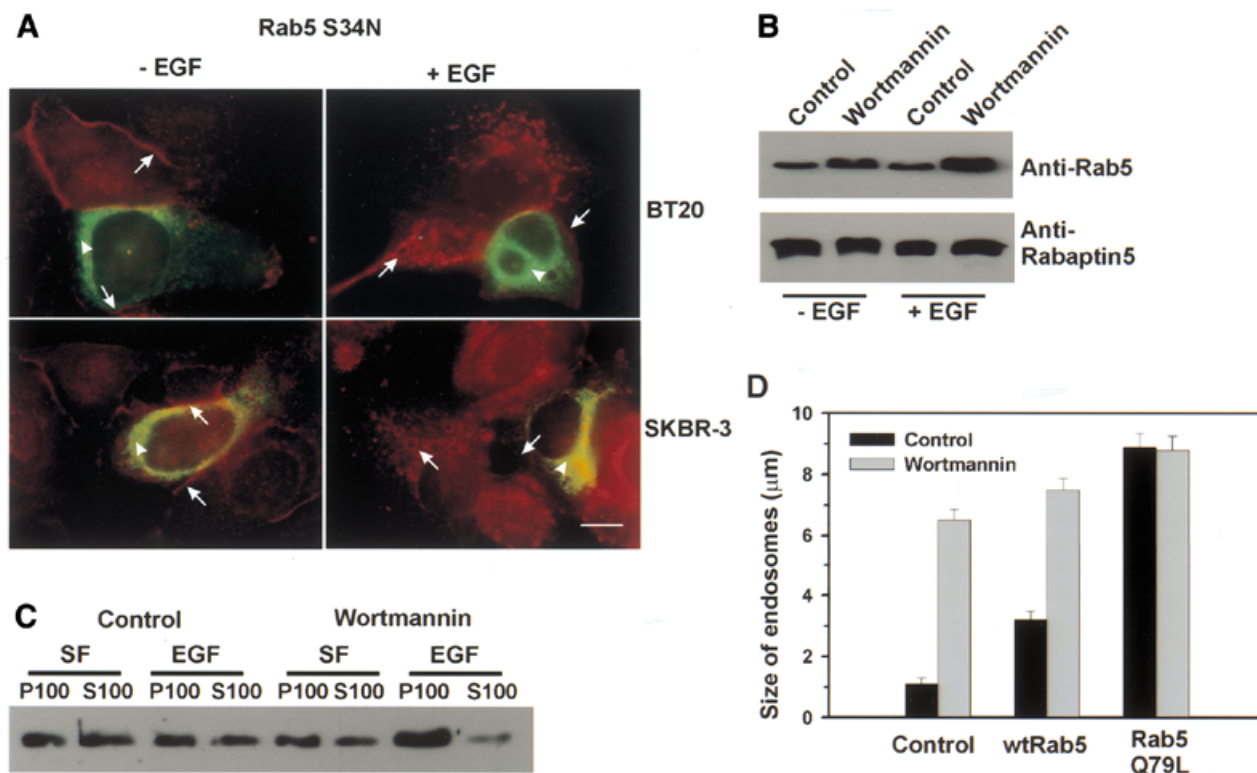 A
Rab5 S34N
- EGF
+ EGF
BT20
SKBR-3
B
Control
Wortmannin
Control
Wortmannin
Anti-Rab5
Anti-
Rabaptin5
- EGF
+ EGF
C
Control
Wortmannin
SF
EGF
SF
EGF
P100 S100 P100 S100 P100 S100 P100 S100
D
Size of endosomes (μm)
10
8
6
4
2
0
Control
Wortmannin
Control
wtRab5
Rab5
Q79L